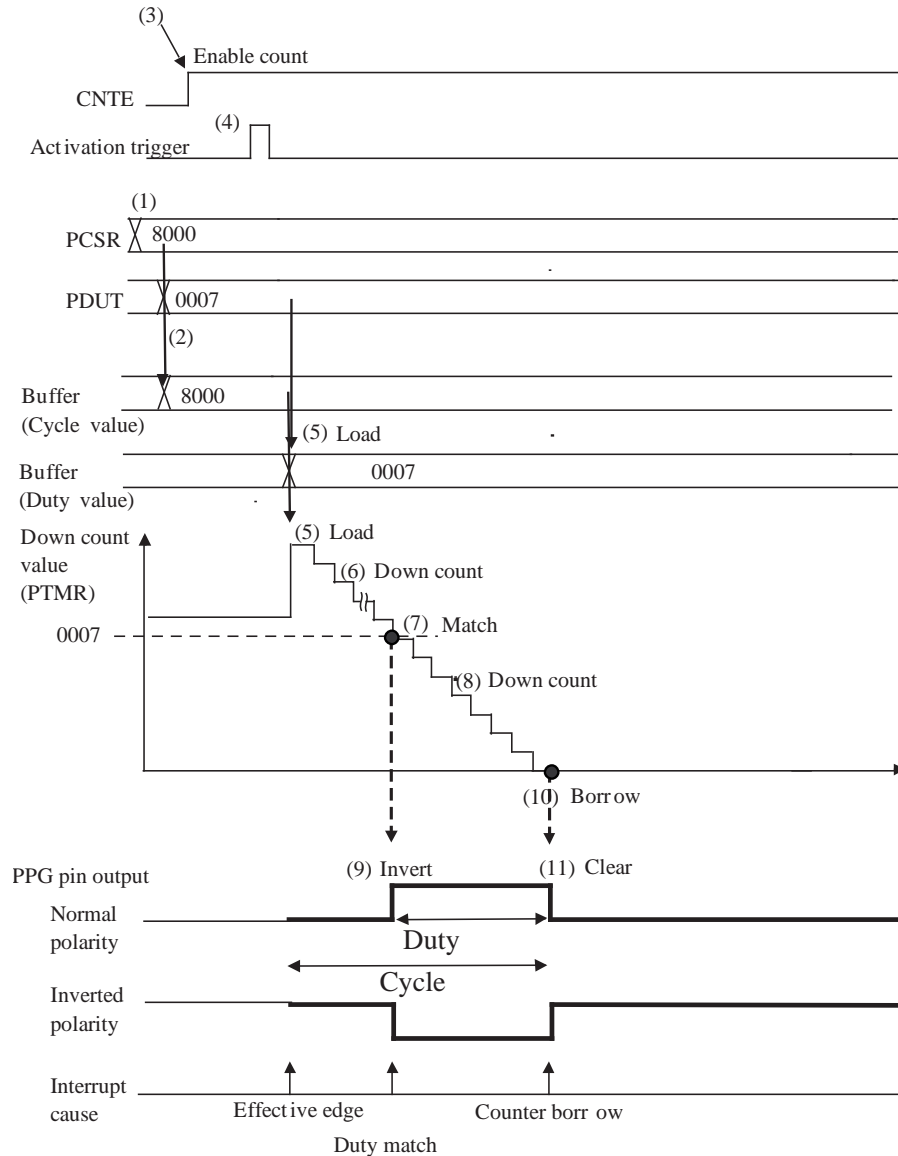 (3)
Enable count
CNTE
(4)
Activation trigger
(1)
PCSR
8000
PDUT
0007
(2)
Buffer
(Cycle value)
8000
(5) Load
Buffer
(Duty value)
0007
Down count
value
(PTMR)
(5) Load
(6) Down count
0007
(7) Match
(8) Down count
(10) Borrow
PPG pin output
(9) Invert
(11) Clear
Normal
polarity
Duty
Cycle
Inverted
polarity
Interrupt
cause
Effective edge
Counter borrow
Duty match